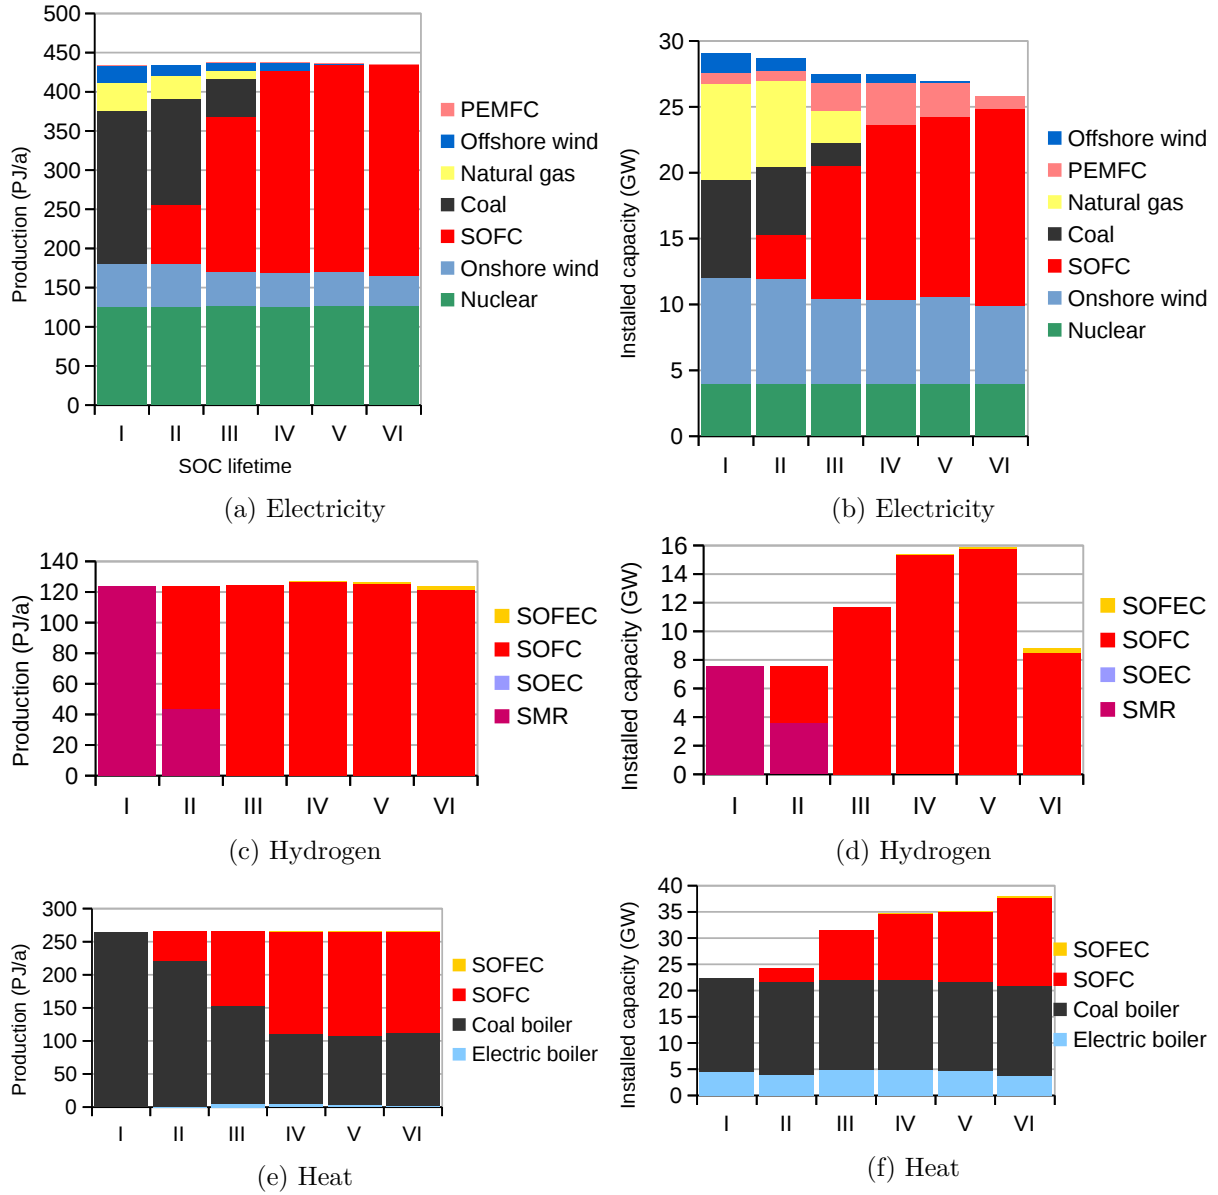 500
450
400
350
300
250
200
150
100
50
0
Production (PJ/a)
I II III IV V VI
SOC lifetime
PEMFC
Offshore wind
Natural gas
Coal
SOFC
Onshore wind
Nuclear
(a) Electricity
30
25
20
15
10
5
0
Installed capacity (GW)
I II III IV V VI
Offshore wind
PEMFC
Natural gas
Coal
SOFC
Onshore wind
Nuclear
(b) Electricity
140
120
100
80
60
40
20
0
Production (PJ/a)
I II III IV V VI
SOFEC
SOFC
SOEC
SMR
(c) Hydrogen
16
14
12
10
8
6
4
2
0
Installed capacity (GW)
I II III IV V VI
SOFEC
SOFC
SOEC
SMR
(d) Hydrogen
300
250
200
150
100
50
0
Production (PJ/a)
I II III IV V VI
SOFEC
SOFC
Coal boiler
Electric boiler
(e) Heat
40
35
30
25
20
15
10
5
0
Installed capacity (GW)
I II III IV V VI
SOFEC
SOFC
Coal boiler
Electric boiler
(f) Heat